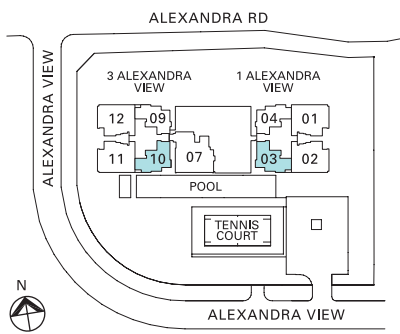 ALEXANDRA RD
ALEXANDRA VIEW
3 ALEXANDRA
VIEW
1 ALEXANDRA
VIEW
12
09
04
01
11
10
07
03
02
POOL
TENNIS
COURT
N
ALEXANDRA VIEW